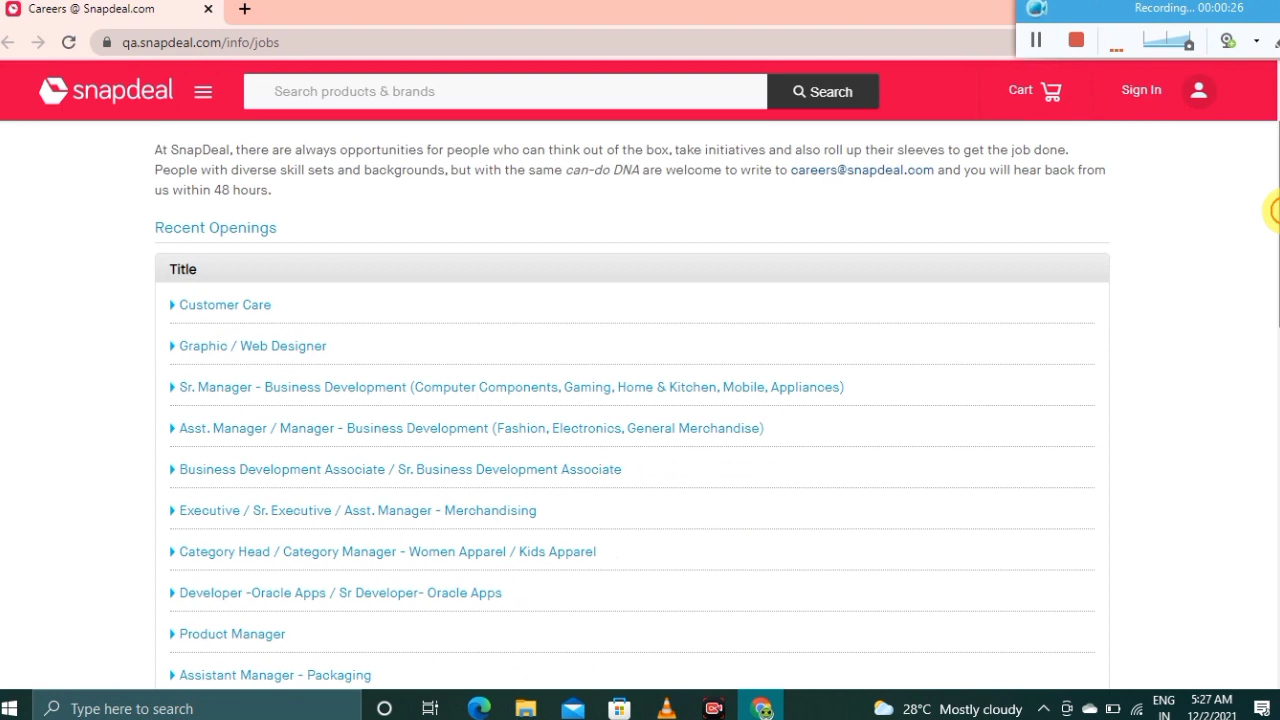 Careers @ Snapdeal.com
Recording... 00:00:26
qa.snapdeal.com/info/jobs
snapdeal
Search products & brands
Search
Cart
Sign In
At SnapDeal, there are always opportunities for people who can think out of the box, take initiatives and also roll up their sleeves to get the job done.
People with diverse skill sets and backgrounds, but with the same can-do DNA are welcome to write to careers@snapdeal.com and you will hear back from
us within 48 hours.
Recent Openings
Title
Customer Care
Graphic / Web Designer
Sr. Manager - Business Development (Computer Components, Gaming, Home & Kitchen, Mobile, Appliances)
Asst. Manager / Manager - Business Development (Fashion, Electronics, General Merchandise)
Business Development Associate / Sr. Business Development Associate
Executive / Sr. Executive / Asst. Manager - Merchandising
Category Head / Category Manager - Women Apparel / Kids Apparel
Developer -Oracle Apps / Sr Developer- Oracle Apps
Product Manager
Assistant Manager - Packaging
Type here to search
28°C Mostly cloudy
ENG
IN
5:27 AM
12/2/2021